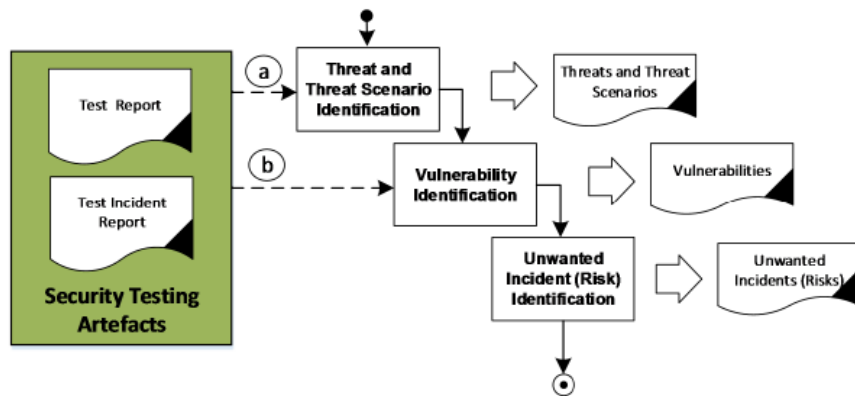 Test Report
Test Incident
Report
Security Testing
Artefacts
a
b
Threat and
Threat Scenario
Identification
Threats and Threat
Scenarios
Vulnerability
Identification
Vulnerabilities
Unwanted
Incident (Risk)
Identification
Unwanted
Incidents (Risks)